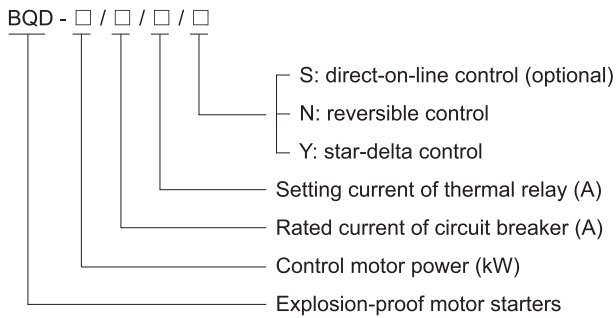 BQD - □ / □ / □ / □
S: direct-on-line control (optional)
N: reversible control
Y: star-delta control
Setting current of thermal relay (A)
Rated current of circuit breaker (A)
Control motor power (kW)
Explosion-proof motor starters